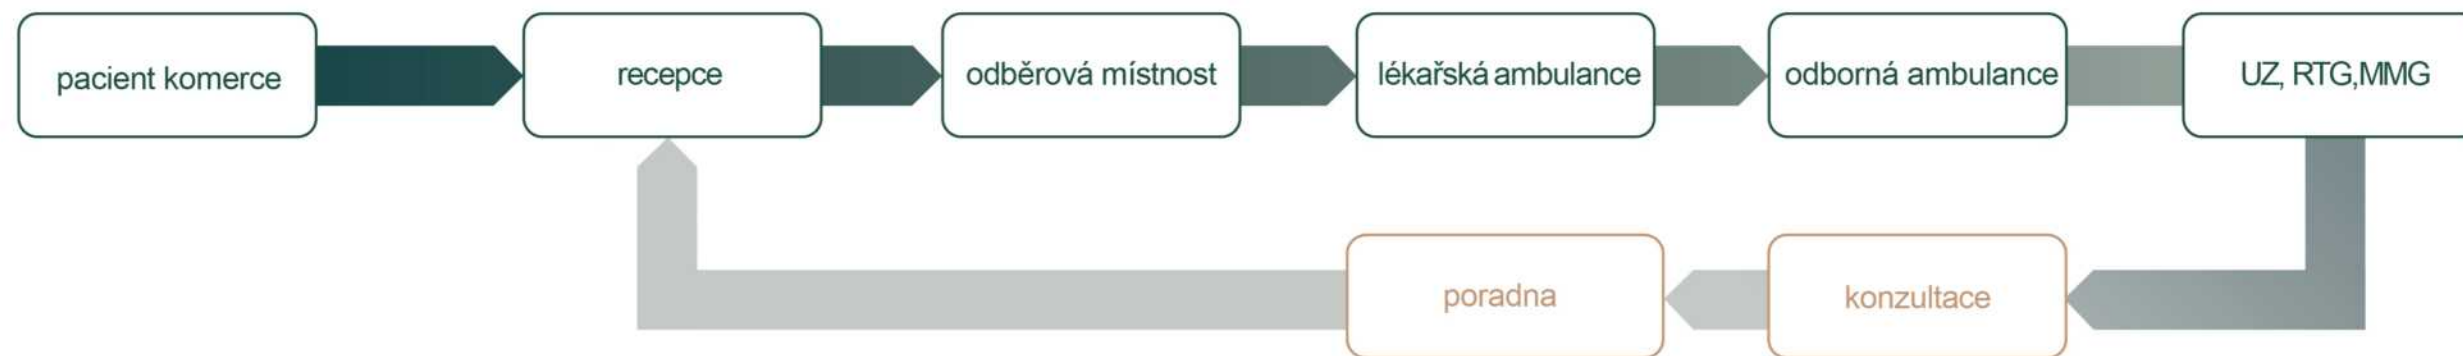 pacient komerce
recepce
odběrová místnost
lékařská ambulance
odborná ambulance
UZ, RTG,MMG
poradna
konzultace